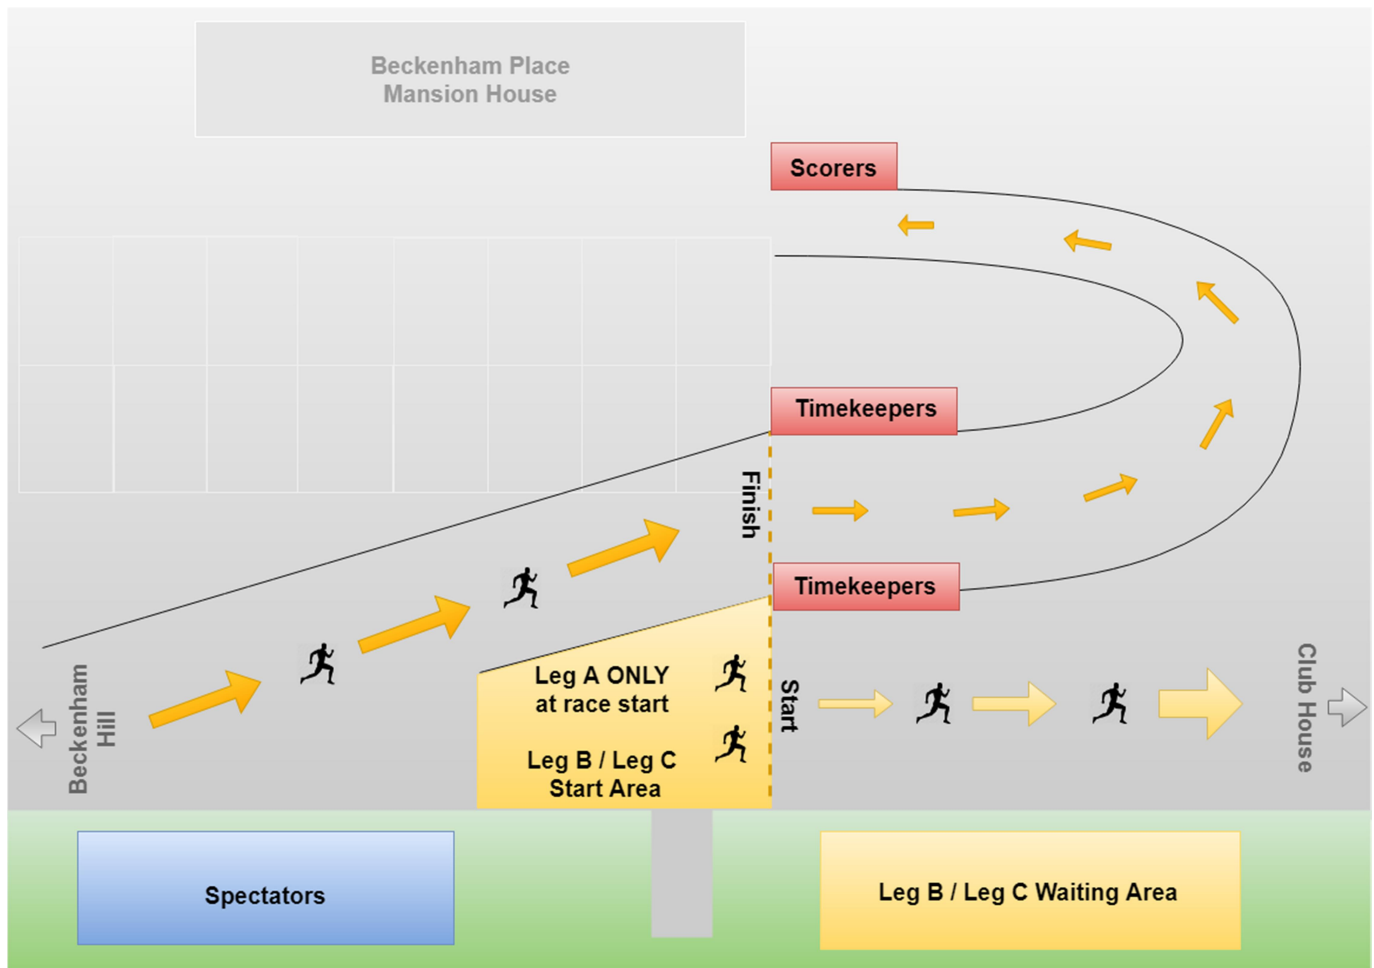 Beckenham Place
Mansion House
Scorers
Timekeepers
Finish
Timekeepers
Beckenham
Hill
Leg A ONLY
at race start
Leg B / Leg C
Start Area
Start
Club House
Spectators
Leg B / Leg C Waiting Area